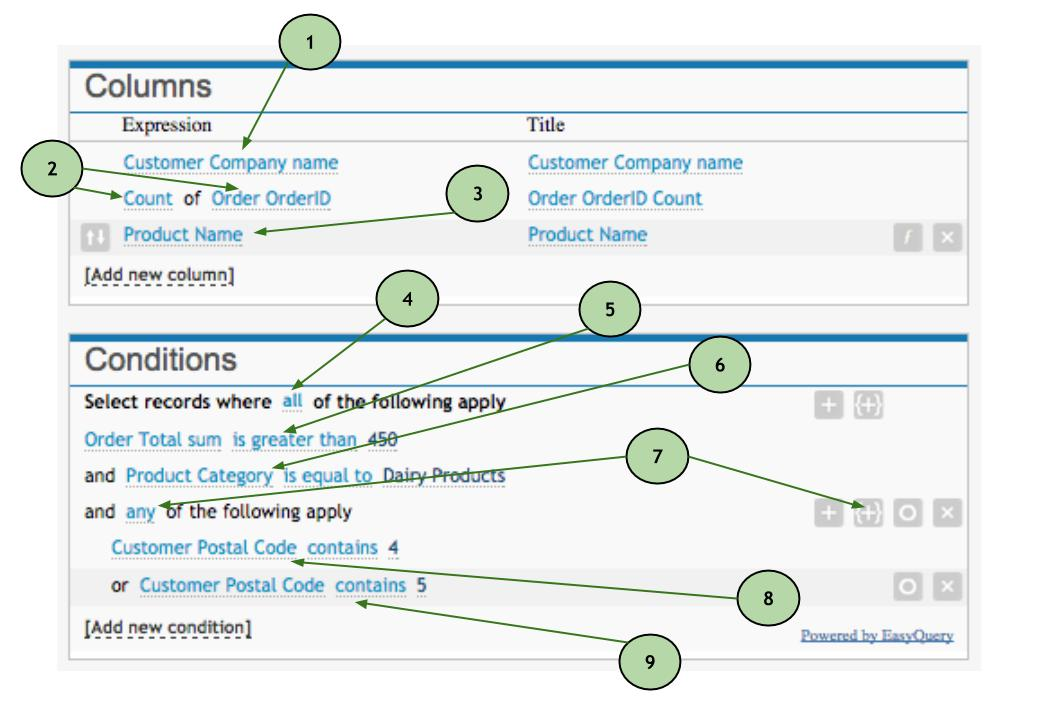 1
Columns
Expression Title
2
Customer Company name Customer Company name
Count of Order OrderID Order OrderID Count
3
Product Name Product Name f ×
[Add new column]
4
5
Conditions
6
Select records where all of the following apply + {+}
Order Total sum is greater than 450
7
and Product Category is equal to Dairy Products
and any of the following apply + {+} ×
Customer Postal Code contains 4
or Customer Postal Code contains 5 ×
8
[Add new condition] Powered by EasyQuery
9